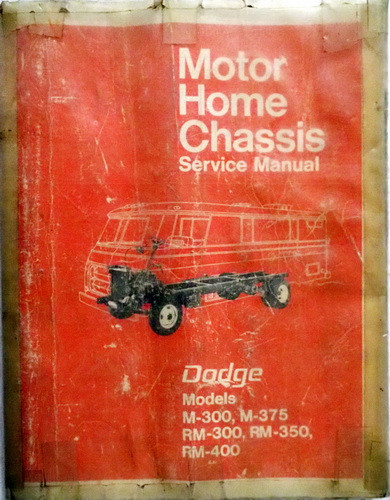 Motor
Home
Chassis
Service Manual
Dodge
Models
M-300, M-375
RM-300, RM-350,
RM-400